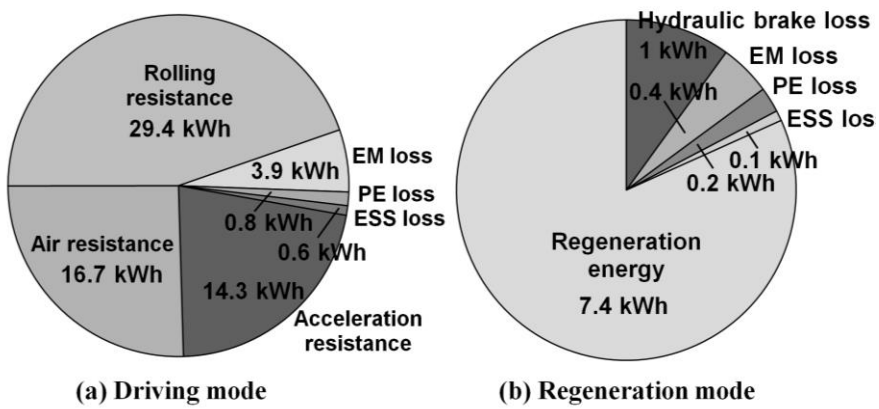 Rolling
resistance
29.4 kWh
EM loss
3.9 kWh
PE loss
0.8 kWh
ESS loss
0.6 kWh
Air resistance
16.7 kWh
14.3 kWh
Acceleration
resistance
(a) Driving mode
Hydraulic brake loss
1 kWh
EM loss
0.4 kWh
PE loss
ESS los
0.1 kWh
0.2 kWh
Regeneration
energy
7.4 kWh
(b) Regeneration mode